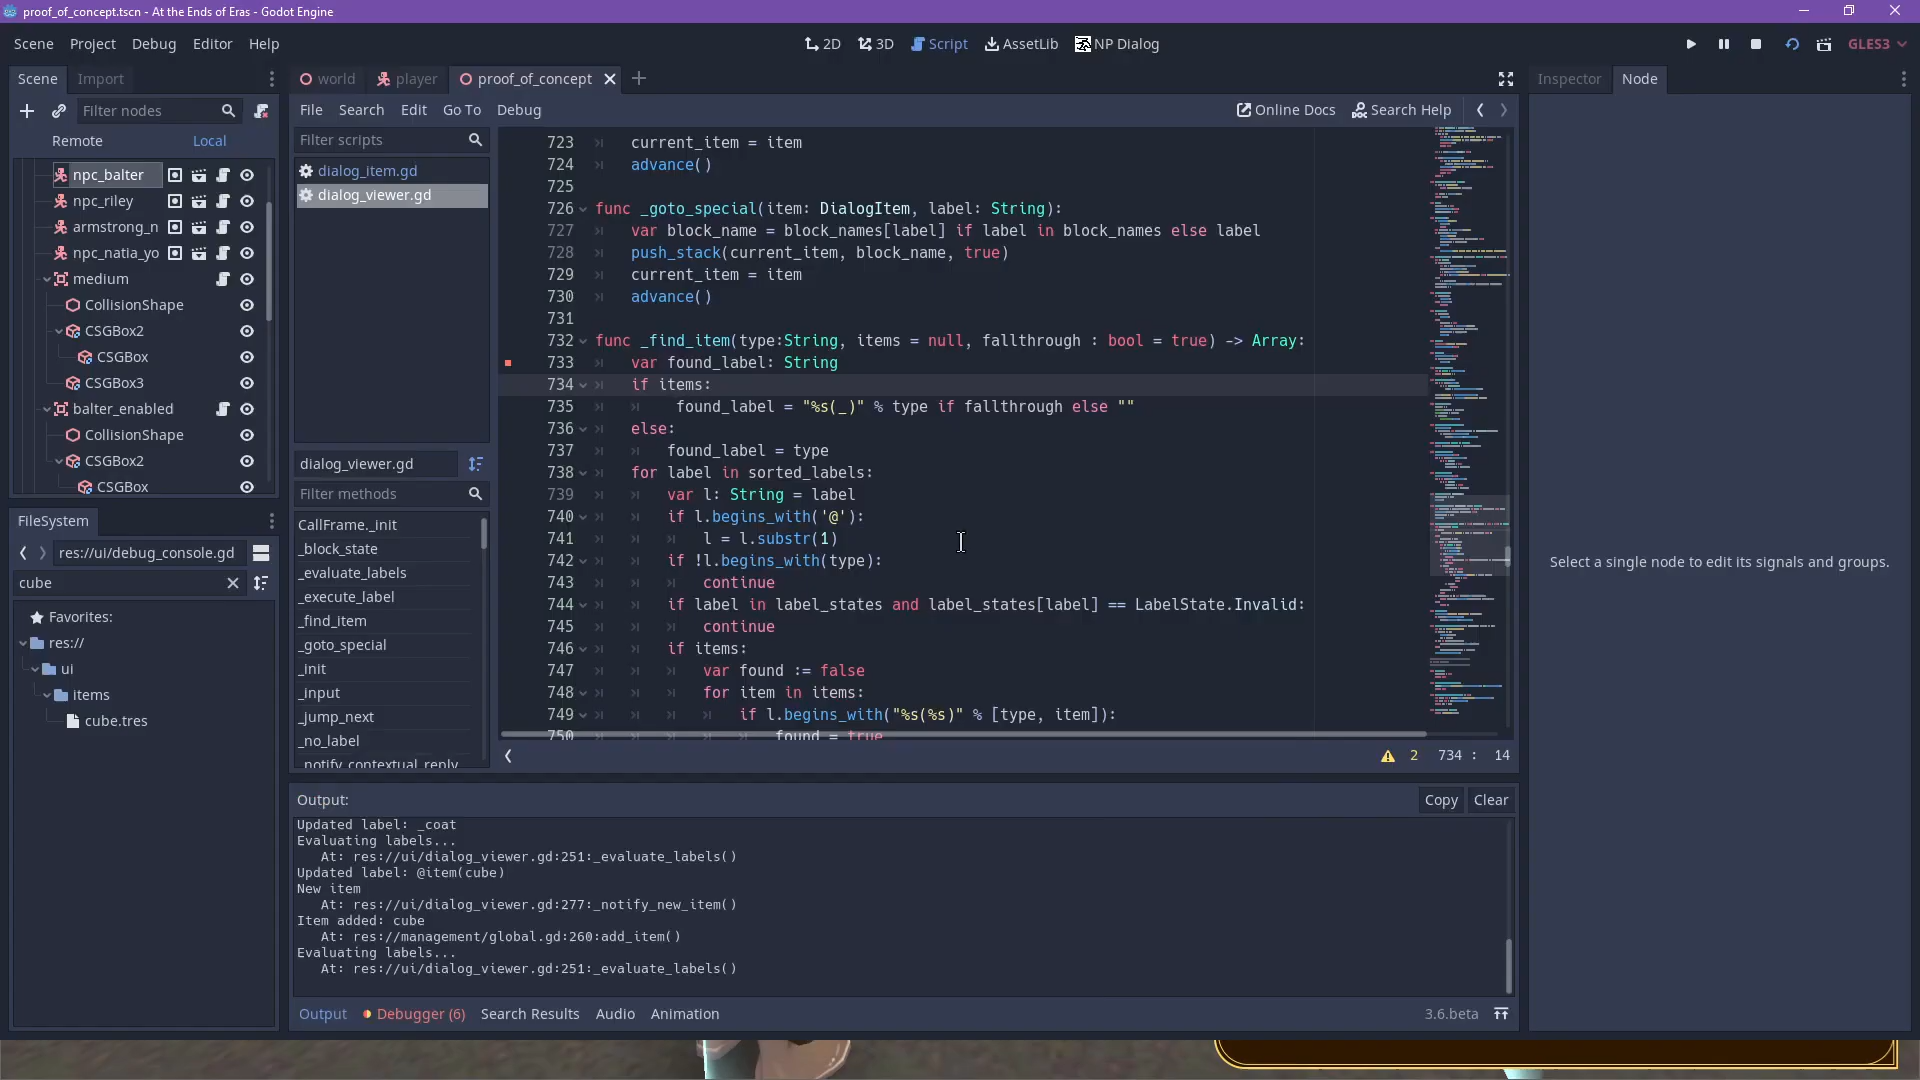 proof_of_concept.tscn - At the Ends of Eras - Godot Engine
Scene Project Debug Editor Help
2D 3D Script AssetLib NP Dialog
GLES3
Scene Import
world player proof_of_concept
Inspector Node
Filter nodes
File Search Edit Go To Debug
Online Docs Search Help
Remote Local
npc_balter
npc_riley
armstrong_n
npc_natia_yo
medium
CollisionShape
CSGBox2
CSGBox
CSGBox3
balter_enabled
CollisionShape
CSGBox2
CSGBox
FileSystem
res://ui/debug_console.gd
cube
Favorites:
res://
ui
items
cube.tres
Filter scripts
dialog_item.gd
dialog_viewer.gd
dialog_viewer.gd
Filter methods
CallFrame._init
_block_state
_evaluate_labels
_execute_label
_find_item
_goto_special
_init
_input
_jump_next
_no_label
_notify_contextual_reply
723 current_item = item
724 advance()
725
726 func _goto_special(item: DialogItem, label: String):
727 var block_name = block_names[label] if label in block_names else label
728 push_stack(current_item, block_name, true)
729 current_item = item
730 advance()
731
732 func _find_item(type:String, items = null, fallthrough : bool = true) -> Array:
733 var found_label: String
734 if items:
735 found_label = "%s(_)" % type if fallthrough else ""
736 else:
737 found_label = type
738 for label in sorted_labels:
739 var l: String = label
740 if l.begins_with('@'):
741 l = l.substr(1)
742 if !l.begins_with(type):
743 continue
744 if label in label_states and label_states[label] == LabelState.Invalid:
745 continue
746 if items:
747 var found := false
748 for item in items:
749 if l.begins_with("%s(%s)" % [type, item]):
750 found = true
2 734 : 14
Select a single node to edit its signals and groups.
Output:
Copy Clear
Updated label: _coat
Evaluating labels...
At: res://ui/dialog_viewer.gd:251:_evaluate_labels()
Updated label: @item(cube)
New item
At: res://ui/dialog_viewer.gd:277:_notify_new_item()
Item added: cube
At: res://management/global.gd:260:add_item()
Evaluating labels...
At: res://ui/dialog_viewer.gd:251:_evaluate_labels()
Output Debugger (6) Search Results Audio Animation
3.6.beta